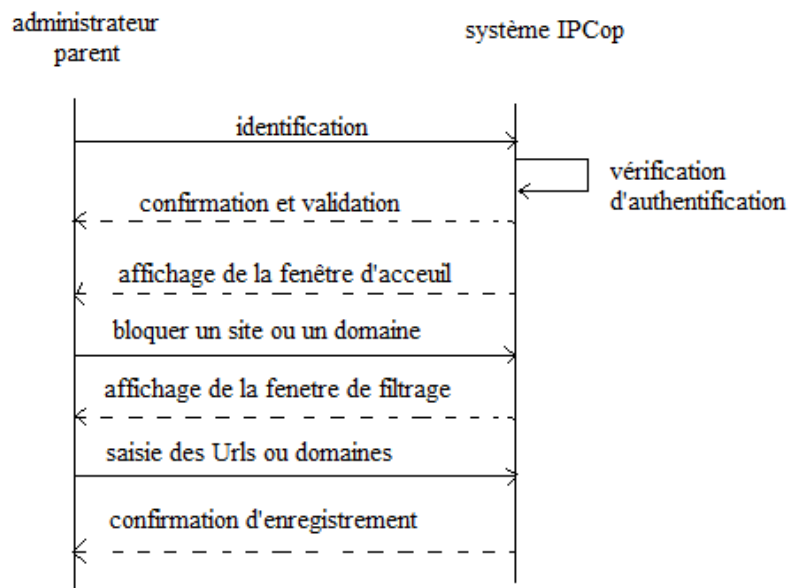 administrateur
parent
système IPCop
identification
vérification
d'authentification
confirmation et validation
affichage de la fenêtre d'acceuil
bloquer un site ou un domaine
affichage de la fenetre de filtrage
saisie des Urls ou domaines
confirmation d'enregistrement